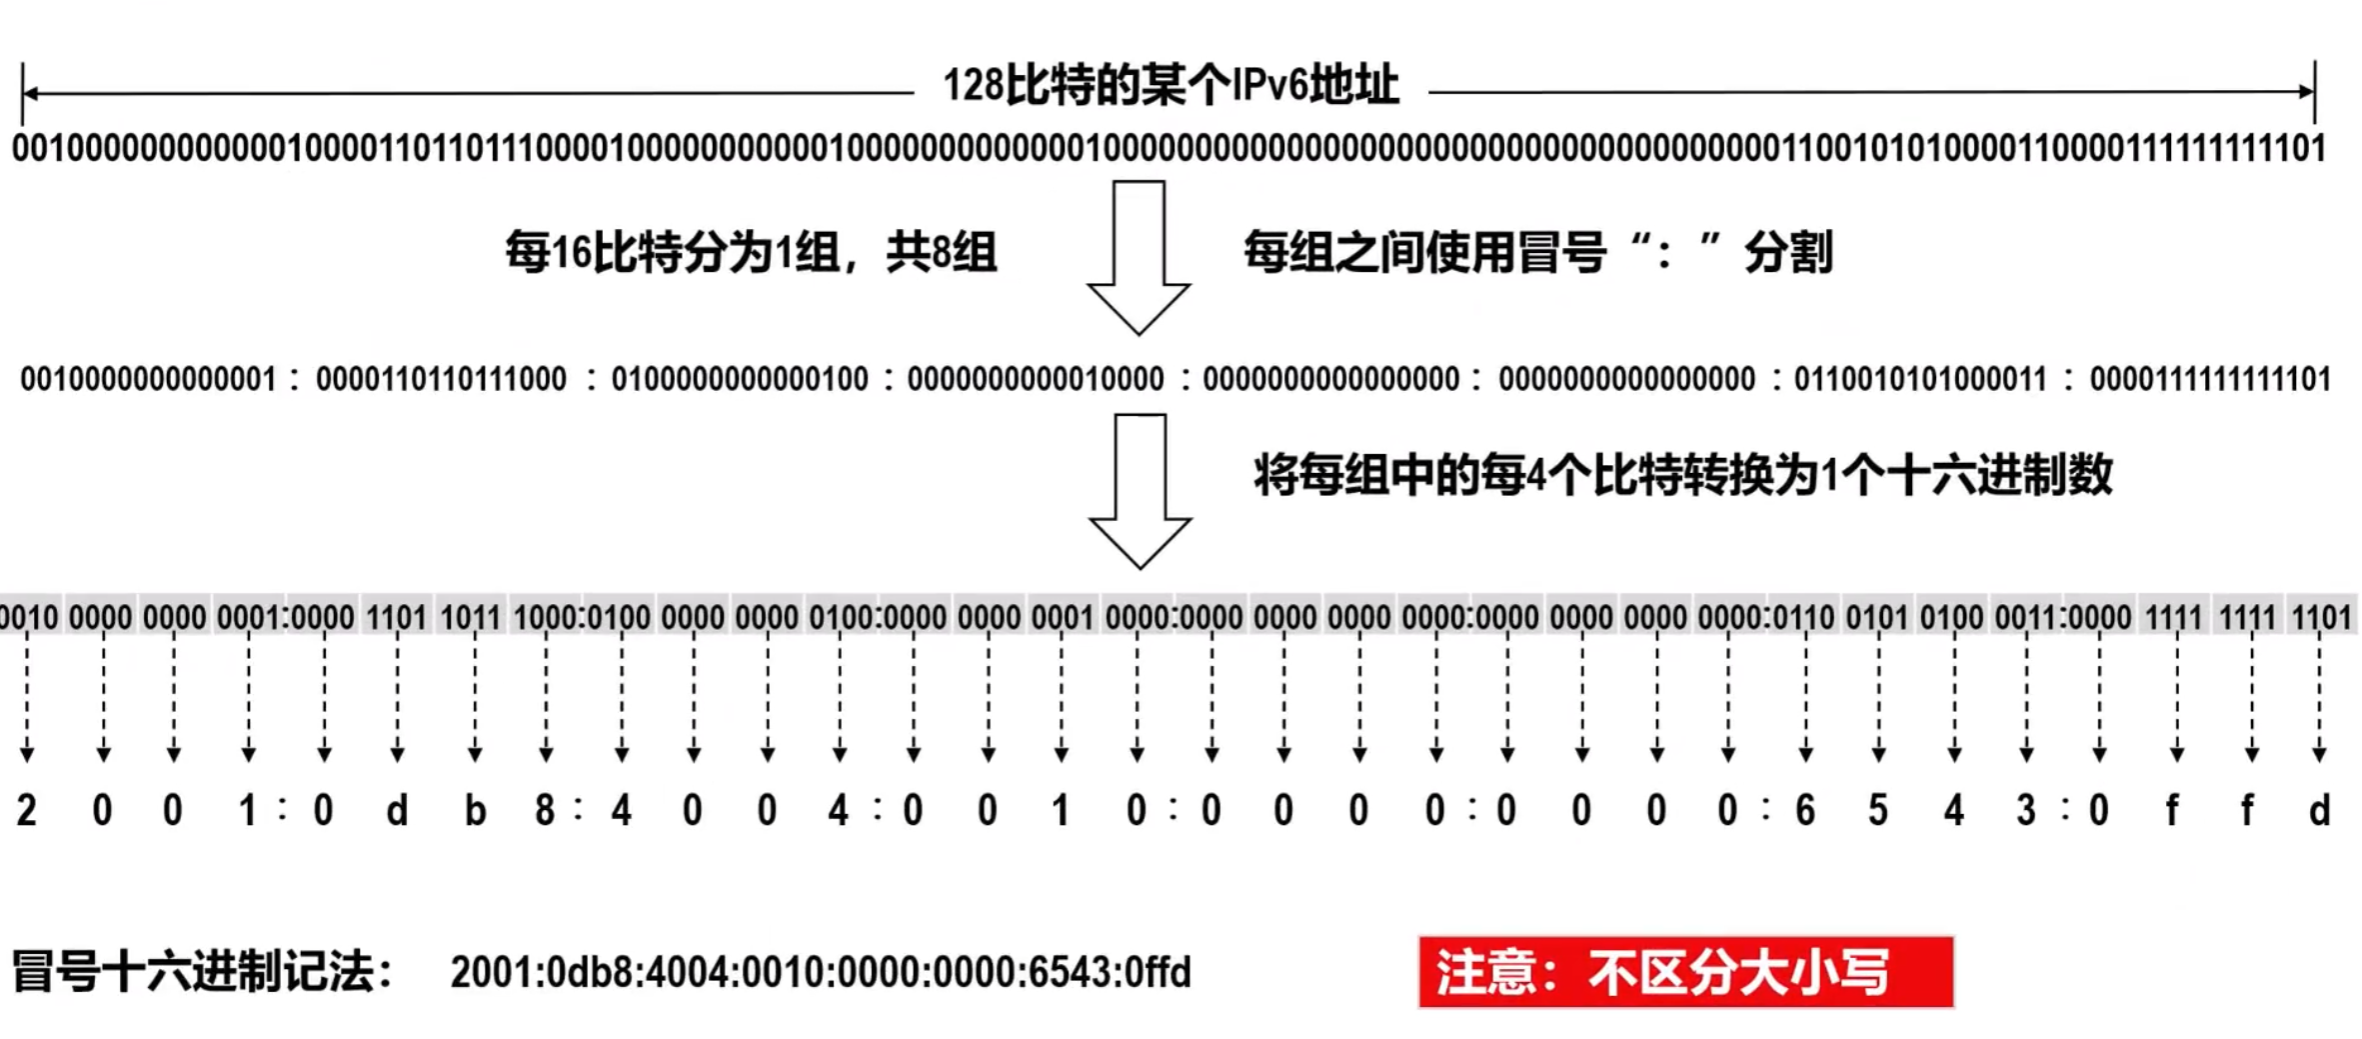 128比特的某个IPv6地址
00100000000000010000110110111000010000000000010000000000000100000000000000000000000000000000000001100101010000110000111111111101
每16比特分为1组，共8组 每组之间使用冒号“：”分割
0010000000000001 : 0000110110111000 : 0100000000000100 : 0000000000010000 : 0000000000000000 : 0000000000000000 : 0110010101000011 : 0000111111111101
将每组中的每4个比特转换为1个十六进制数
0010 0000 0000 0001:0000 1101 1011 1000:0100 0000 0000 0100:0000 0000 0001 0000:0000 0000 0000 0000:0000 0000 0000 0000:0110 0101 0100 0011:0000 1111 1111 1101
2 0 0 1 : 0 d b 8 : 4 0 0 4 : 0 0 1 0 : 0 0 0 0 : 0 0 0 0 : 6 5 4 3 : 0 f f d
冒号十六进制记法： 2001:0db8:4004:0010:0000:0000:6543:0ffd
注意：不区分大小写